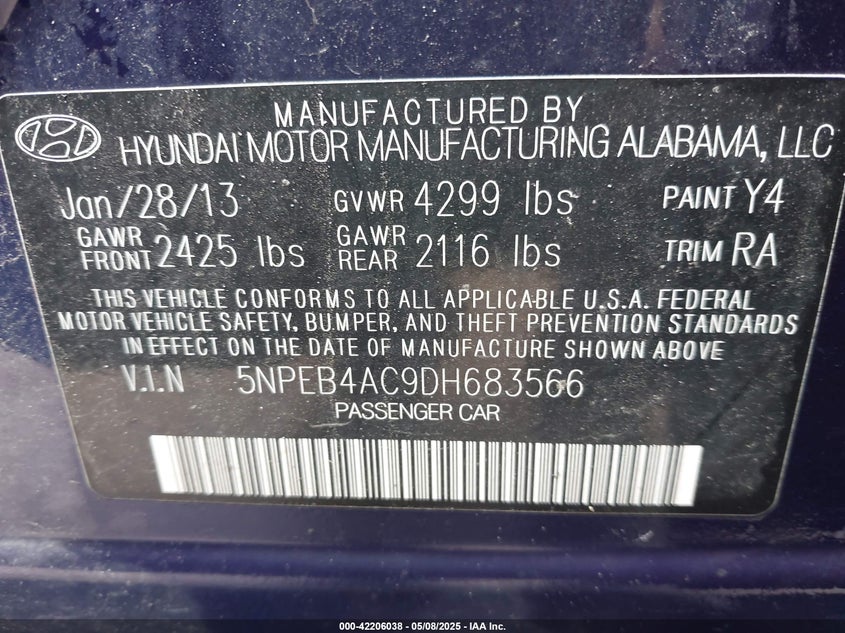 MANUFACTURED BY
HYUNDAI MOTOR MANUFACTURING ALABAMA, LLC
Jan/28/13 GVWR 4299 lbs PAINT Y4
GAWR FRONT 2425 lbs GAWR REAR 2116 lbs TRIM RA
THIS VEHICLE CONFORMS TO ALL APPLICABLE U.S.A. FEDERAL
MOTOR VEHICLE SAFETY, BUMPER, AND THEFT PREVENTION STANDARDS
IN EFFECT ON THE DATE OF MANUFACTURE SHOWN ABOVE
V.I.N 5NPEB4AC9DH683566
PASSENGER CAR
000-42206038 - 05/08/2025 - IAA Inc.